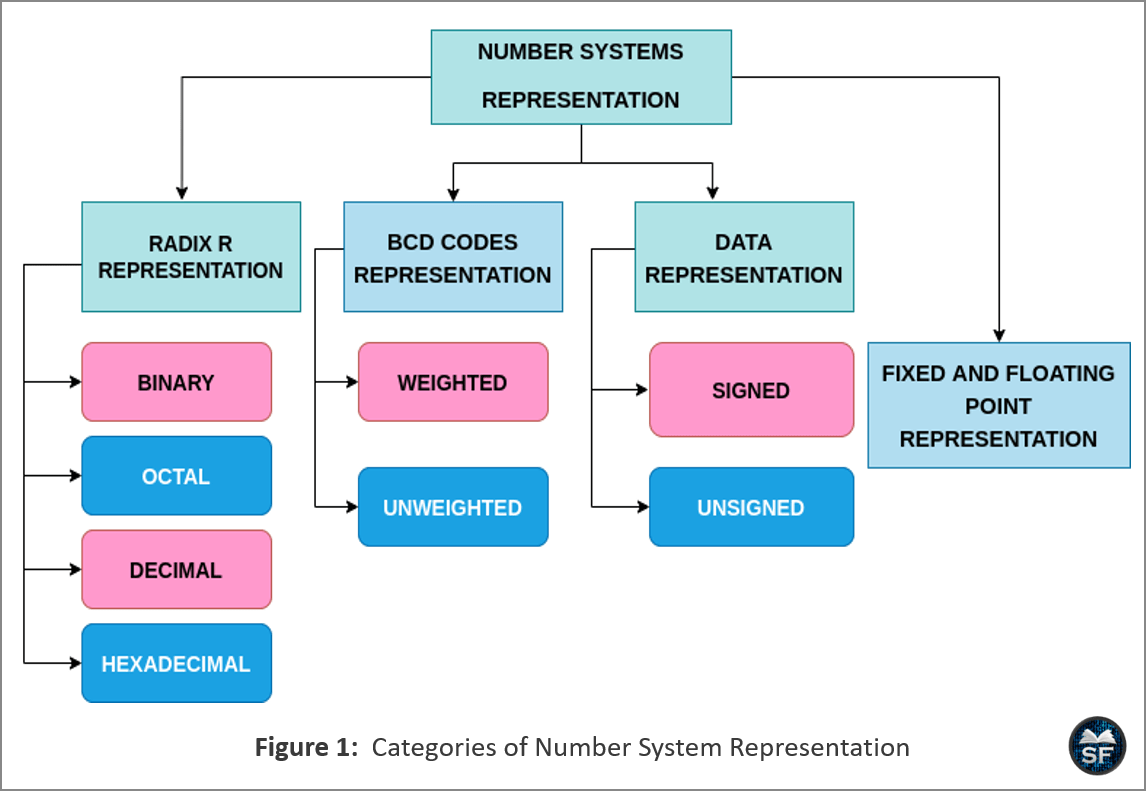 NUMBER SYSTEMS
REPRESENTATION
RADIX R
REPRESENTATION
BCD CODES
REPRESENTATION
DATA
REPRESENTATION
BINARY
WEIGHTED
SIGNED
FIXED AND FLOATING
POINT
REPRESENTATION
OCTAL
UNWEIGHTED
UNSIGNED
DECIMAL
HEXADECIMAL
Figure 1: Categories of Number System Representation
SF